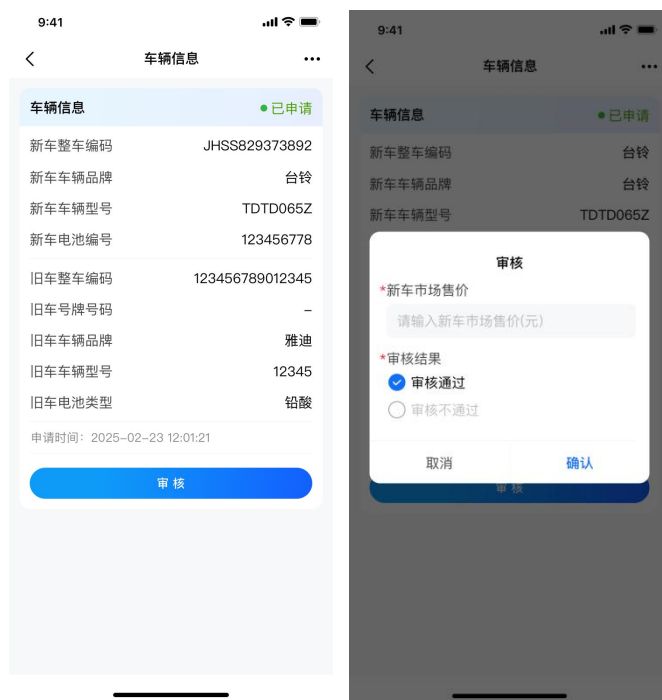 9:41
车辆信息
车辆信息
已申请
新车整车编码 JHSS829373892
新车车辆品牌 台铃
新车车辆型号 TDTD065Z
新车电池编号 123456778
旧车整车编码 123456789012345
旧车号牌号码 –
旧车车辆品牌 雅迪
旧车车辆型号 12345
旧车电池类型 铅酸
申请时间: 2025-02-23 12:01:21
审 核
9:41
车辆信息
车辆信息
已申请
新车整车编码 台铃
新车车辆品牌 台铃
新车车辆型号 TDTD065Z
审核
*新车市场售价
请输入新车市场售价(元)
*审核结果
审核通过
审核不通过
取消 确认
审 核